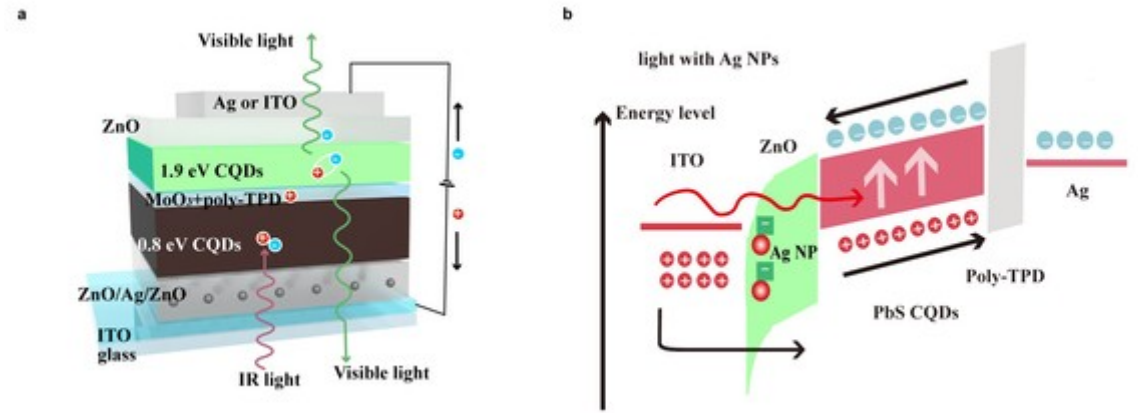 a
Visible light
Ag or ITO
ZnO
1.9 eV CQDs
MoO₃+poly-TPD
0.8 eV CQDs
ZnO/Ag/ZnO
ITO
glass
IR light
Visible light
b
light with Ag NPs
Energy level
ITO
ZnO
Ag NP
Ag
Poly-TPD
PbS CQDs